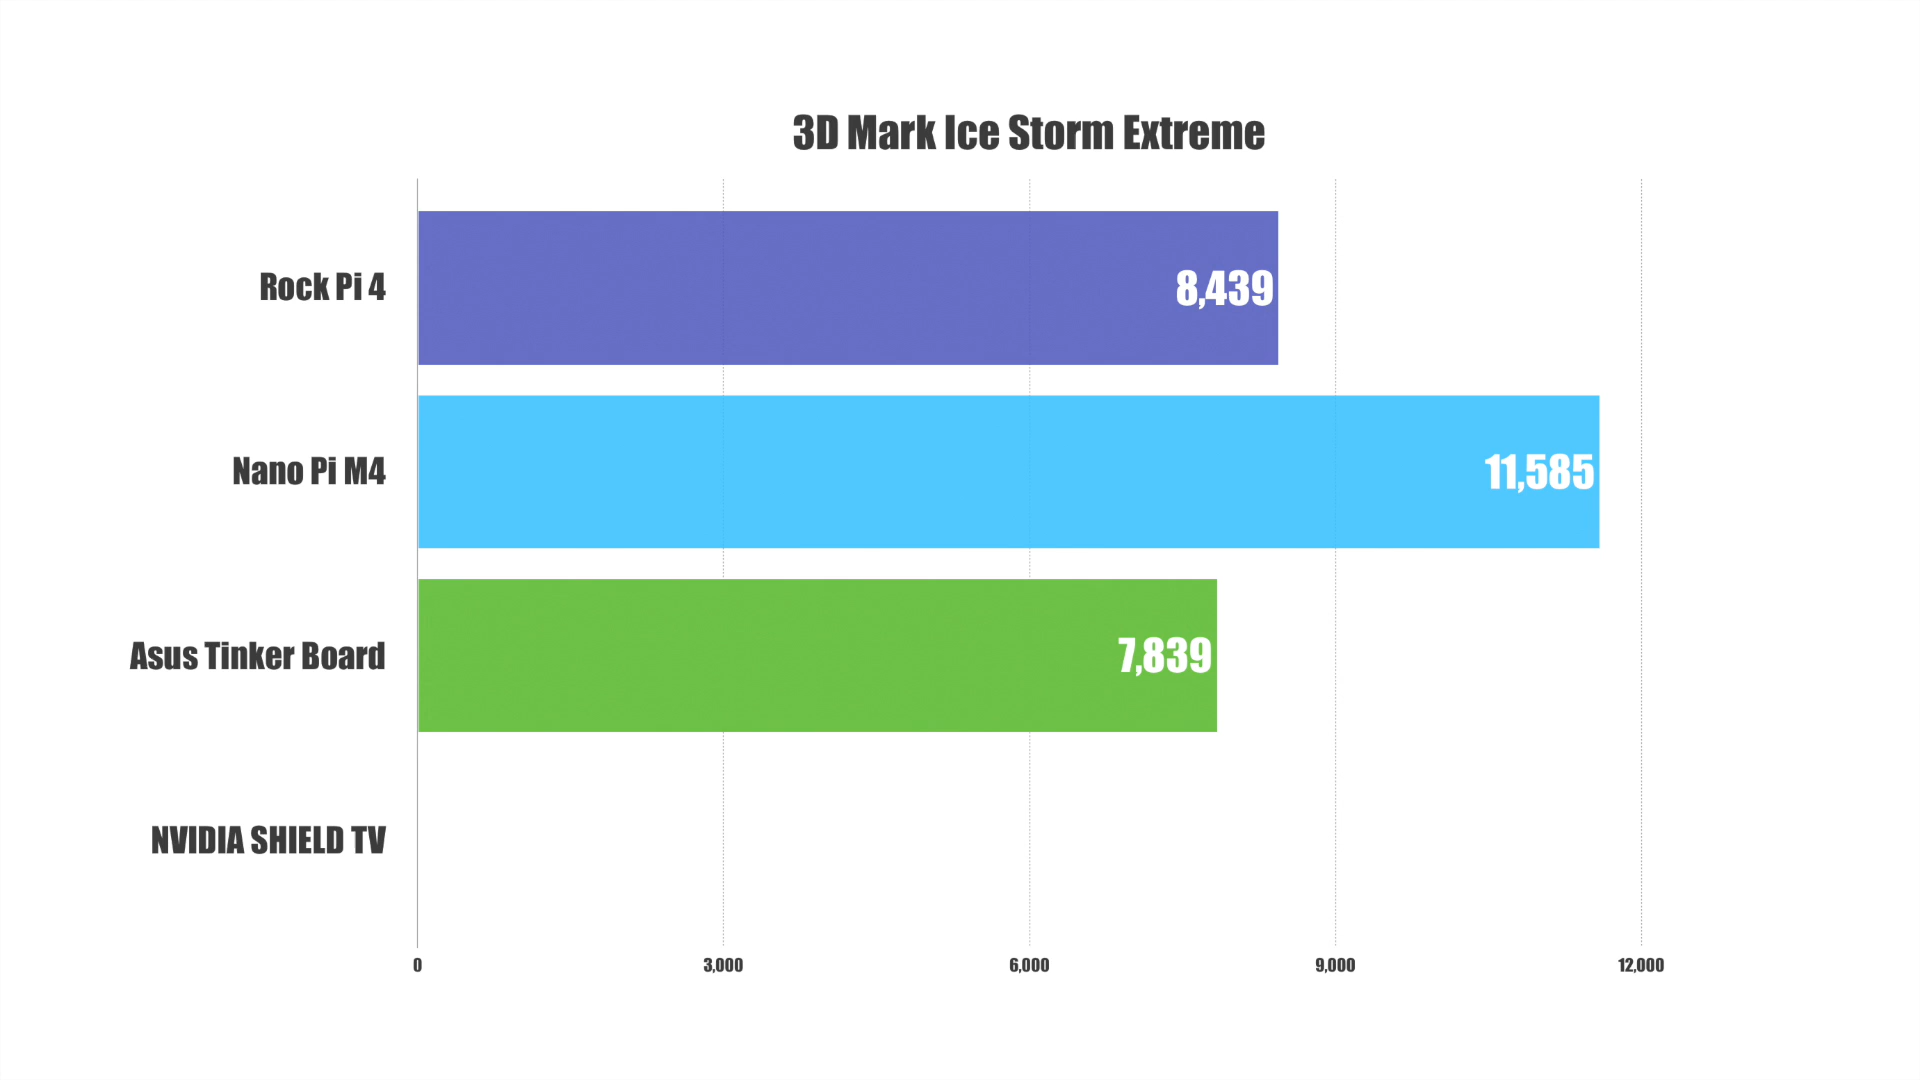 3D Mark Ice Storm Extreme
Rock Pi 4
8,439
Nano Pi M4
11,585
Asus Tinker Board
7,839
NVIDIA SHIELD TV
0 3,000 6,000 9,000 12,000